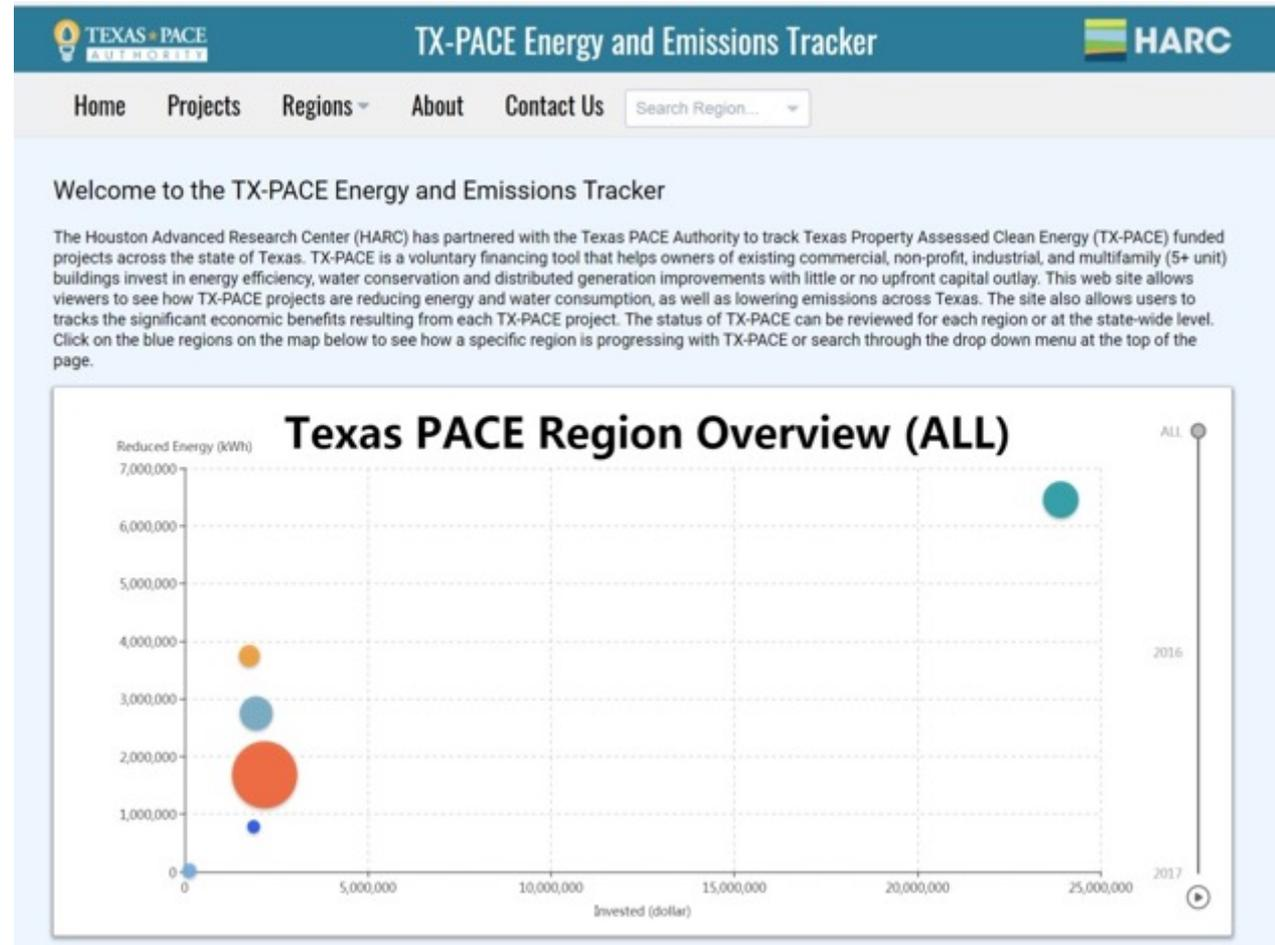 TEXAS PACE
AUTHORITY
TX-PACE Energy and Emissions Tracker
HARC
Home Projects Regions About Contact Us Search Region...
Welcome to the TX-PACE Energy and Emissions Tracker
The Houston Advanced Research Center (HARC) has partnered with the Texas PACE Authority to track Texas Property Assessed Clean Energy (TX-PACE) funded
projects across the state of Texas. TX-PACE is a voluntary financing tool that helps owners of existing commercial, non-profit, industrial, and multifamily (5+ unit)
buildings invest in energy efficiency, water conservation and distributed generation improvements with little or no upfront capital outlay. This web site allows
viewers to see how TX-PACE projects are reducing energy and water consumption, as well as lowering emissions across Texas. The site also allows users to
tracks the significant economic benefits resulting from each TX-PACE project. The status of TX-PACE can be reviewed for each region or at the state-wide level.
Click on the blue regions on the map below to see how a specific region is progressing with TX-PACE or search through the drop down menu at the top of the
page.
Texas PACE Region Overview (ALL)
ALL
Reduced Energy (kWh)
7,000,000
6,000,000
5,000,000
4,000,000
2016
3,000,000
2,000,000
1,000,000
0
2017
0 5,000,000 10,000,000 15,000,000 20,000,000 25,000,000
Invested (dollar)